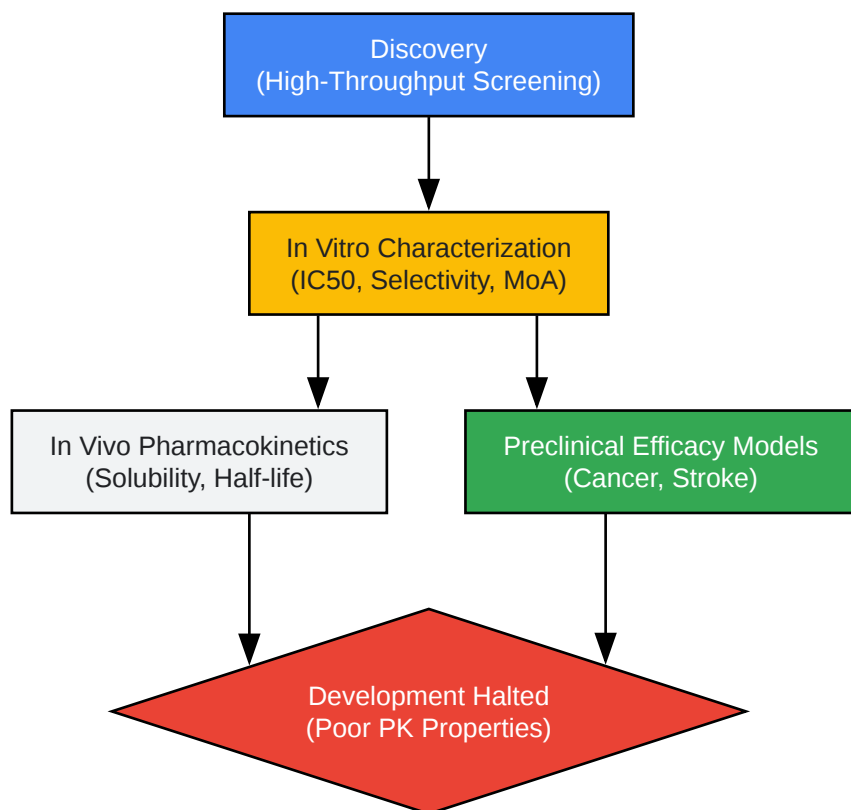 Discovery
(High-Throughput Screening)
In Vitro Characterization
(IC50, Selectivity, MoA)
In Vivo Pharmacokinetics
(Solubility, Half-life)
Preclinical Efficacy Models
(Cancer, Stroke)
Development Halted
(Poor PK Properties)